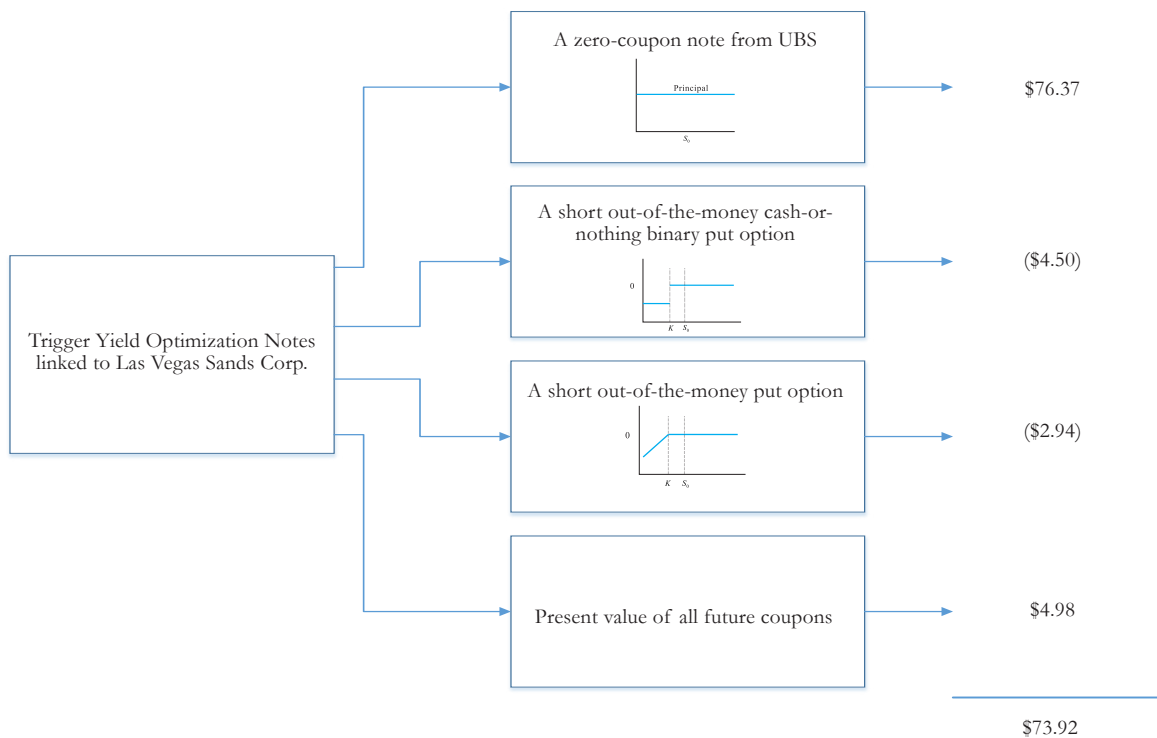 A zero-coupon note from UBS
Principal
S₀
$76.37
A short out-of-the-money cash-or-
nothing binary put option
0
K S₀
($4.50)
Trigger Yield Optimization Notes
linked to Las Vegas Sands Corp.
A short out-of-the-money put option
0
K S₀
($2.94)
Present value of all future coupons
$4.98
$73.92